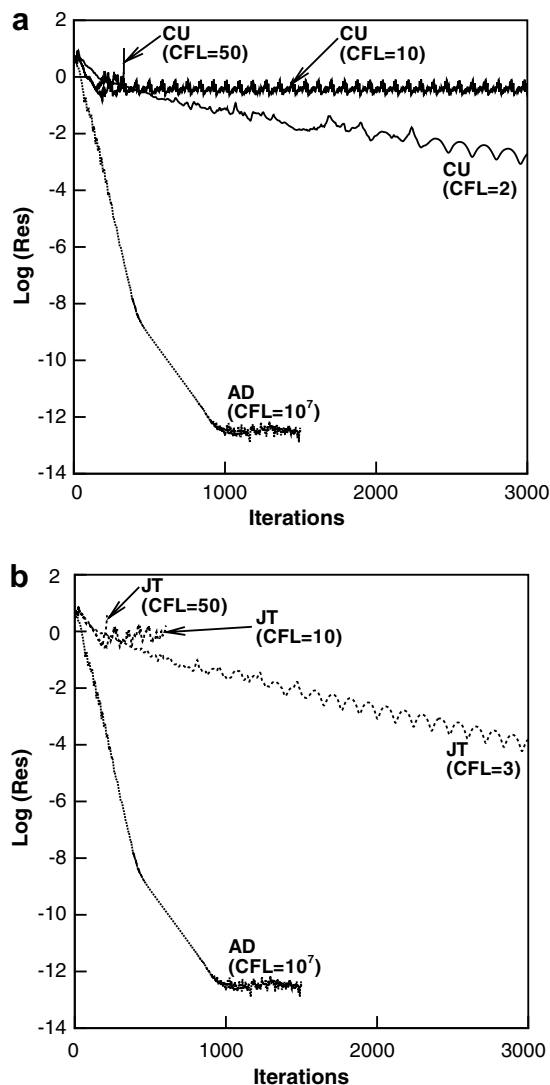 a
2
0
-2
-4
-6
-8
-10
-12
-14
Log (Res)
CU
(CFL=50)
CU
(CFL=10)
CU
(CFL=2)
AD
(CFL=10⁷)
0
1000
2000
3000
Iterations
b
2
0
-2
-4
-6
-8
-10
-12
-14
Log (Res)
JT
(CFL=50)
JT
(CFL=10)
JT
(CFL=3)
AD
(CFL=10⁷)
0
1000
2000
3000
Iterations